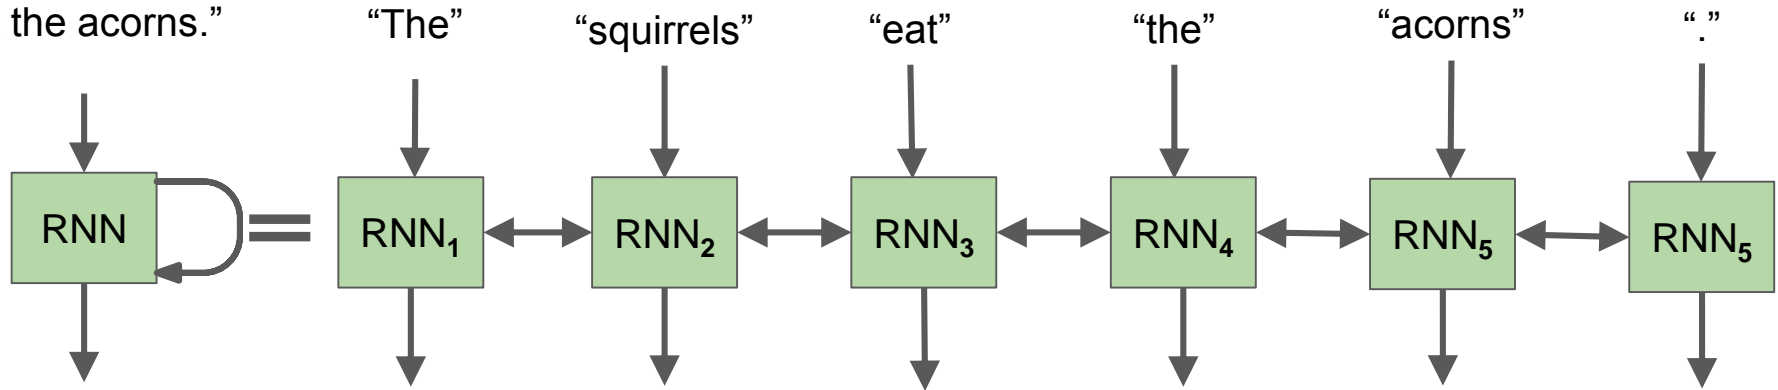 the acorns.” “The” “squirrels” “eat” “the” “acorns” “.”
RNN RNN₁ RNN₂ RNN₃ RNN₄ RNN₅ RNN₅